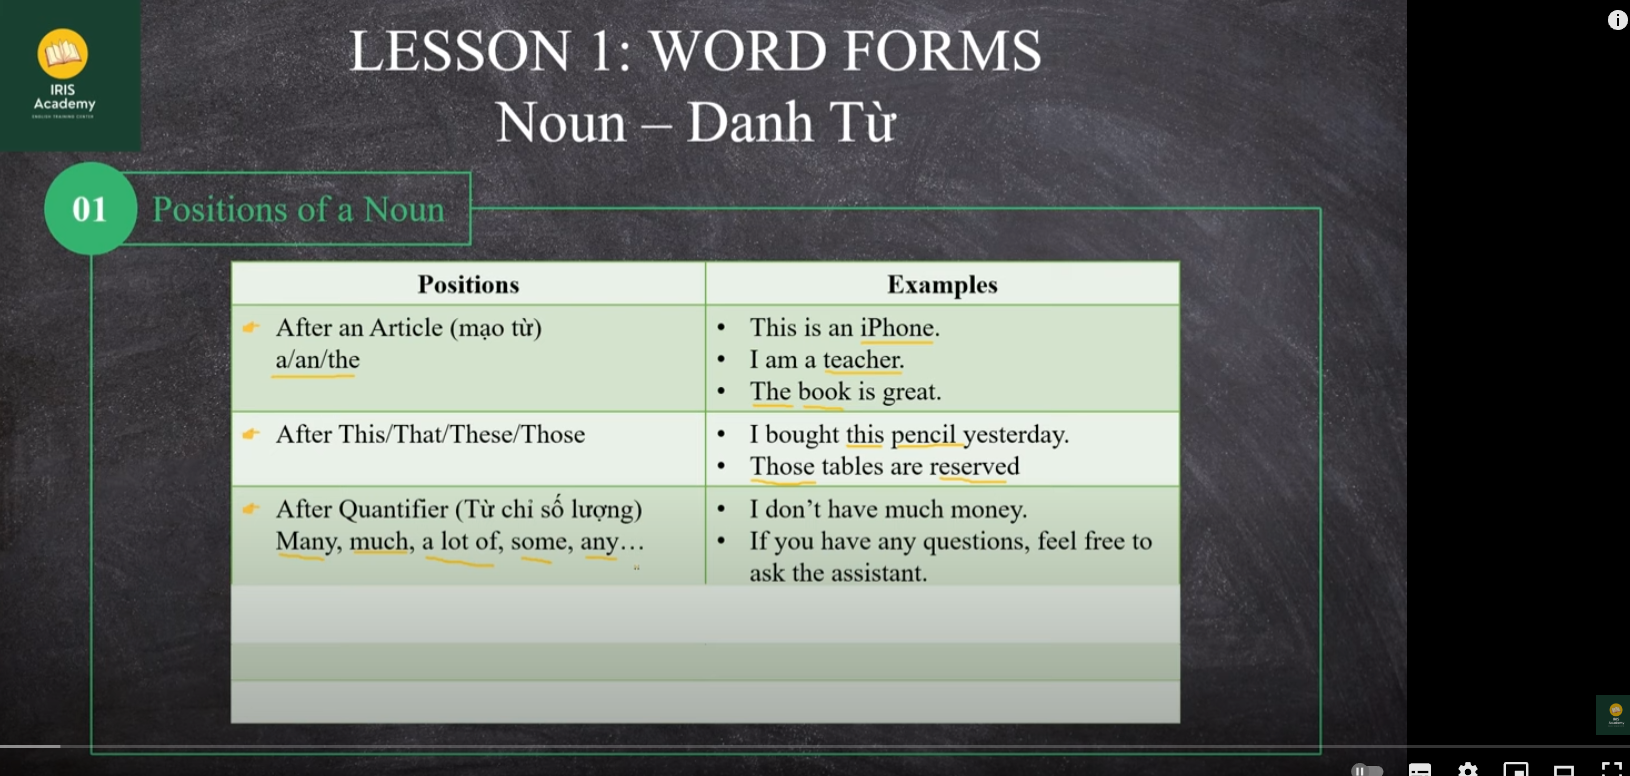 IRIS
Academy
ENGLISH TRAINING CENTER
LESSON 1: WORD FORMS
Noun – Danh Từ
01
Positions of a Noun
Positions
Examples
After an Article (mạo từ)
a/an/the
• This is an iPhone.
• I am a teacher.
• The book is great.
After This/That/These/Those
• I bought this pencil yesterday.
• Those tables are reserved
After Quantifier (Từ chỉ số lượng)
Many, much, a lot of, some, any…
• I don’t have much money.
• If you have any questions, feel free to
ask the assistant.